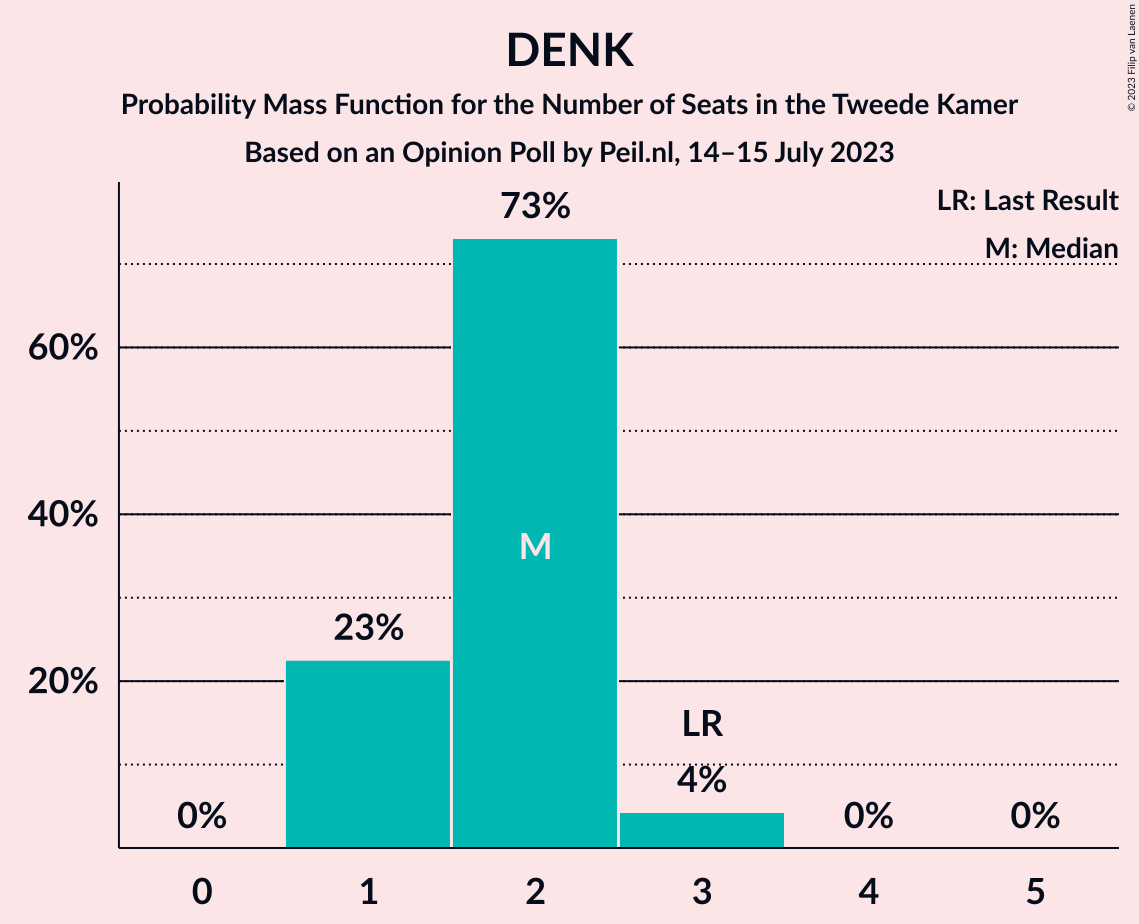 DENK
Probability Mass Function for the Number of Seats in the Tweede Kamer
Based on an Opinion Poll by Peil.nl, 14–15 July 2023
© 2023 Filip van Laenen
LR: Last Result
M: Median
73%
60%
40%
M
23%
20%
LR
4%
0%
0%
0%
0 1 2 3 4 5